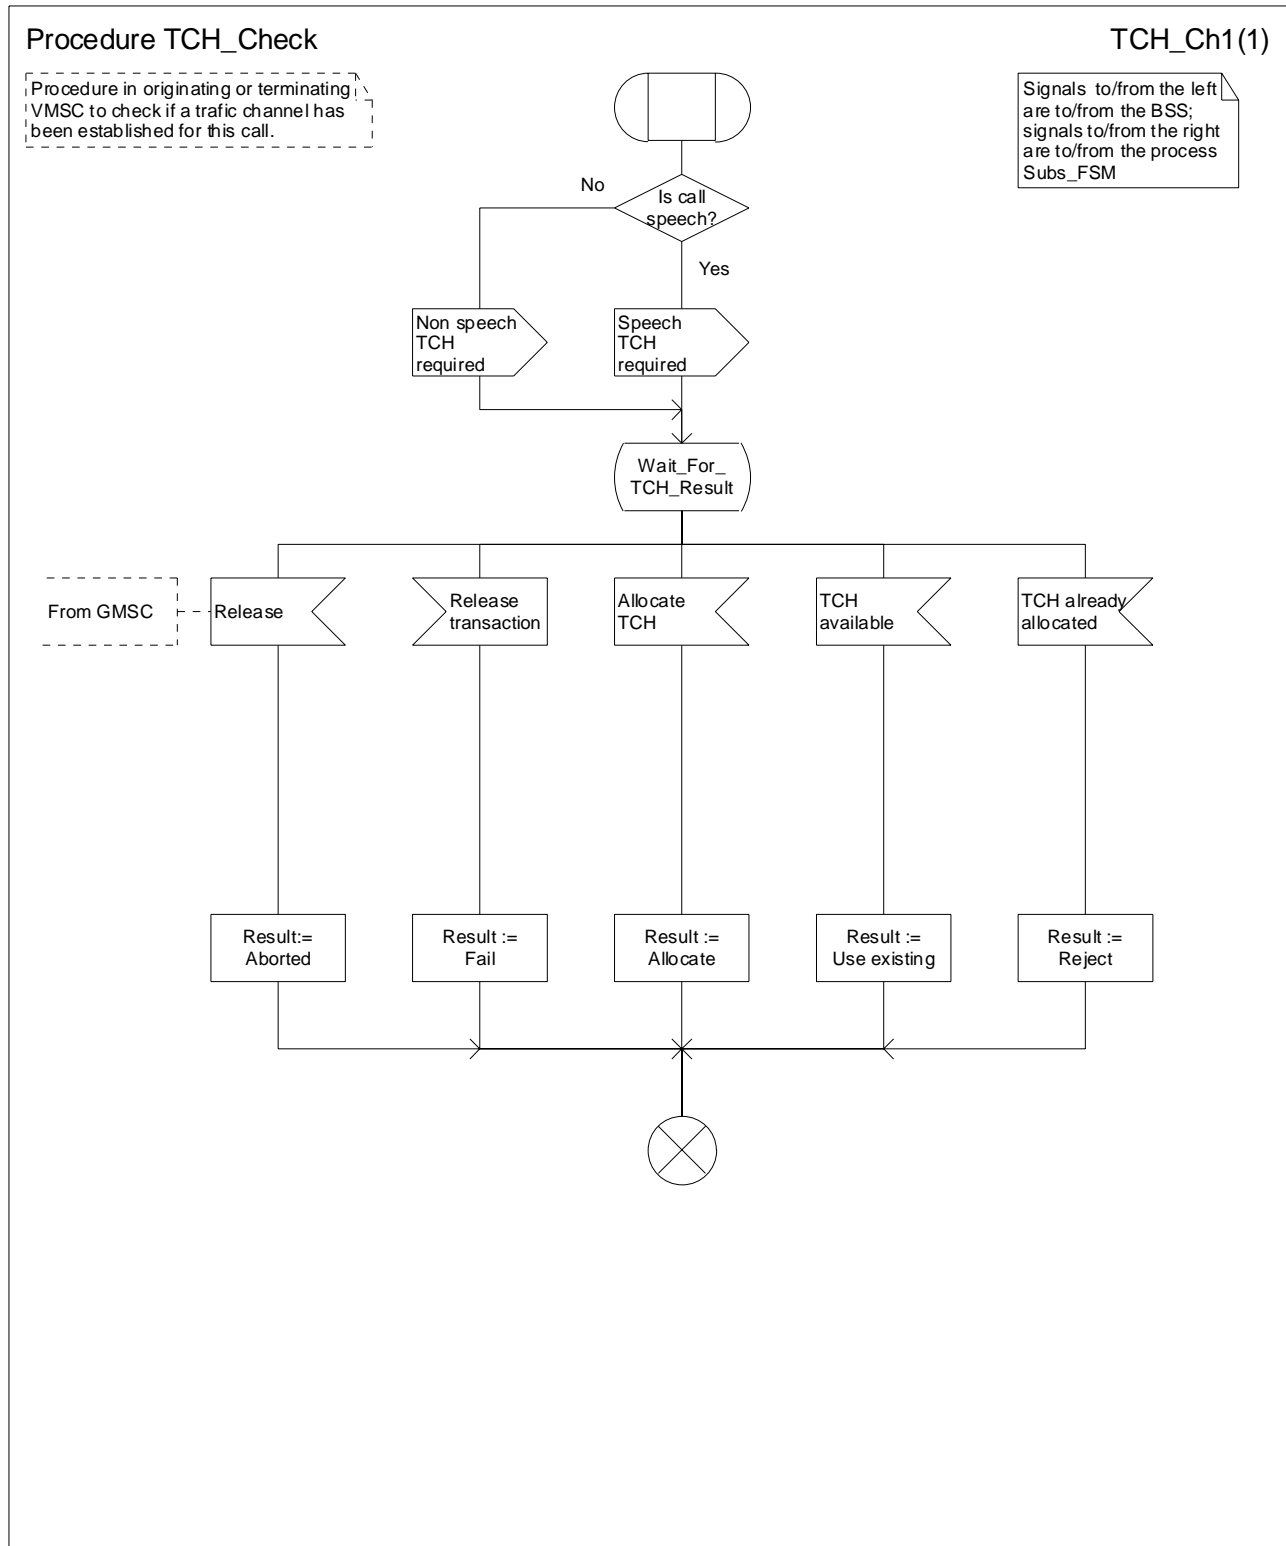 Procedure TCH_Check
TCH_Ch1(1)
Procedure in originating or terminating
VMSC to check if a trafic channel has
been established for this call.
Signals to/from the left
are to/from the BSS;
signals to/from the right
are to/from the process
Subs_FSM
No
Is call
speech?
Yes
Non speech
TCH
required
Speech
TCH
required
Wait_For_
TCH_Result
From GMSC
Release
Release
transaction
Allocate
TCH
TCH
available
TCH already
allocated
Result:=
Aborted
Result :=
Fail
Result :=
Allocate
Result :=
Use existing
Result :=
Reject